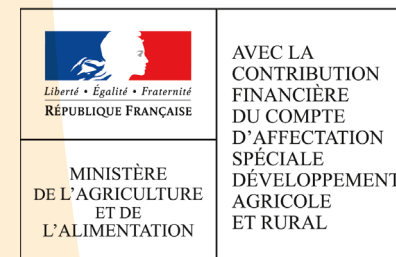 Liberté • Égalité • Fraternité
RÉPUBLIQUE FRANÇAISE
MINISTÈRE
DE L'AGRICULTURE
ET DE
L'ALIMENTATION
AVEC LA
CONTRIBUTION
FINANCIÈRE
DU COMPTE
D'AFFECTATION
SPÉCIALE
DÉVELOPPEMENT
AGRICOLE
ET RURAL